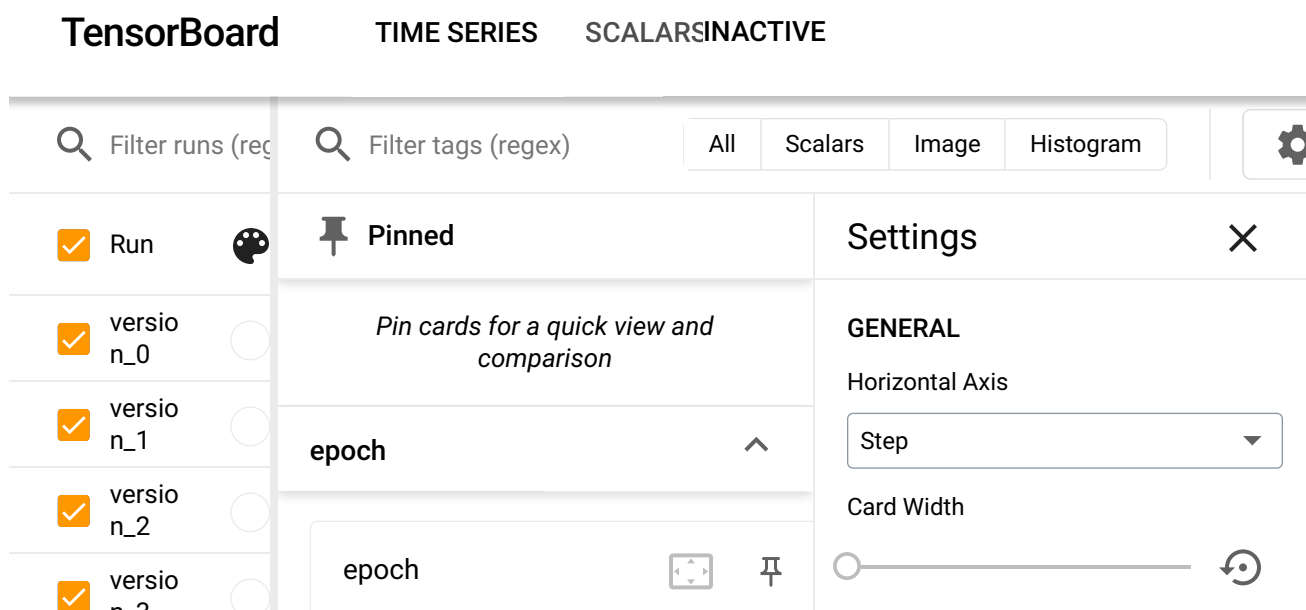 TensorBoard TIME SERIES SCALARS INACTIVE
Filter runs (reg
Filter tags (regex)
All Scalars Image Histogram
Run
versio
n_0
versio
n_1
versio
n_2
versio
Pinned
Pin cards for a quick view and
comparison
epoch
epoch
Settings
GENERAL
Horizontal Axis
Step
Card Width